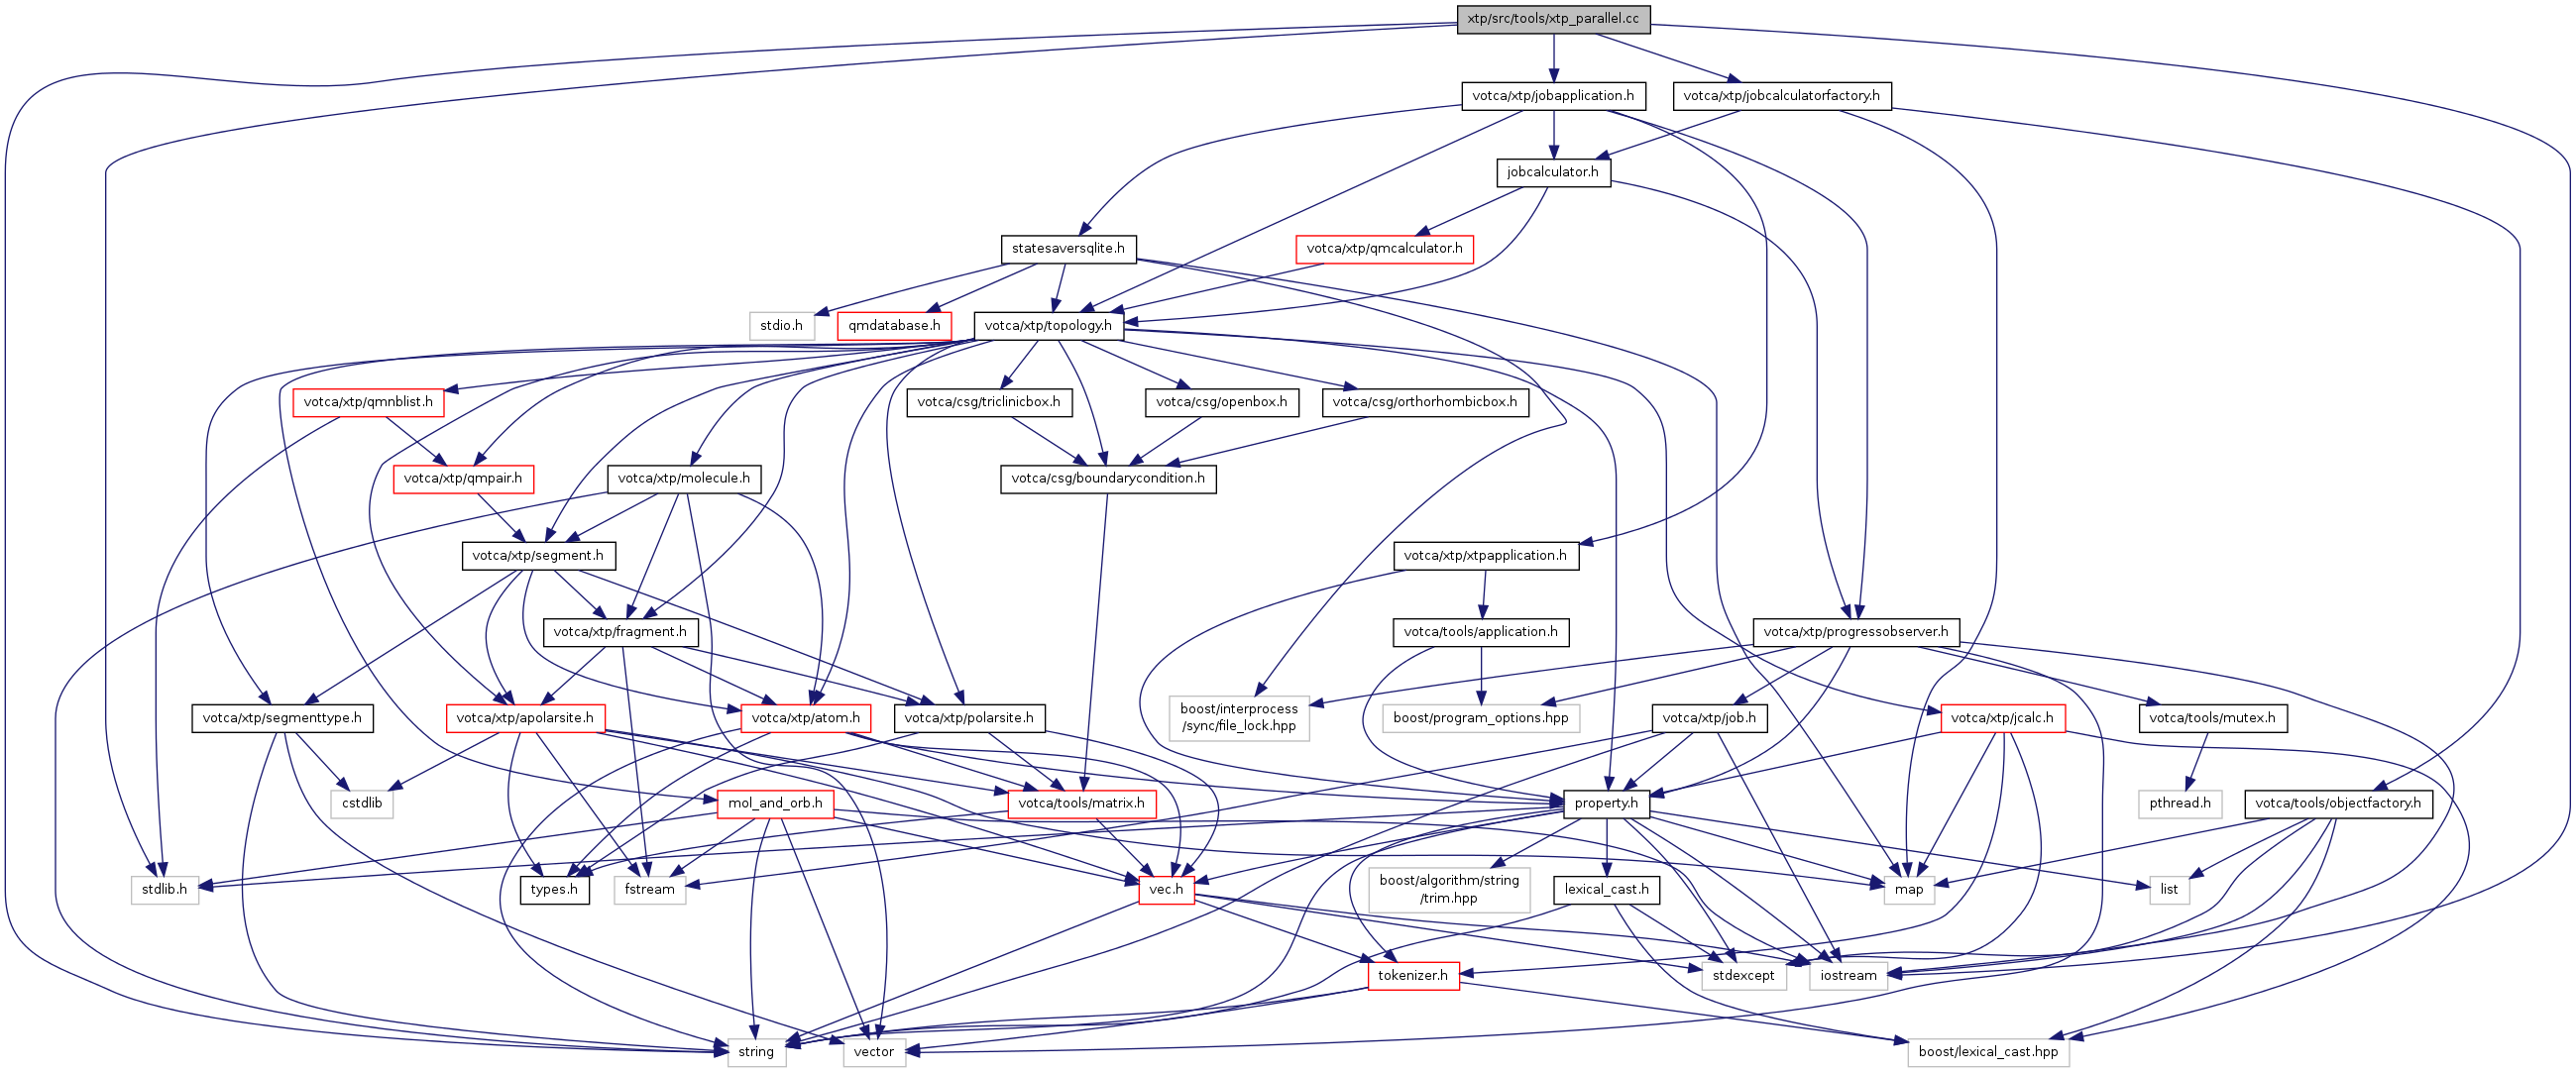 xtp/src/tools/xtp_parallel.cc
votca/xtp/jobapplication.h
votca/xtp/jobcalculatorfactory.h
jobcalculator.h
statesaversqlite.h
votca/xtp/qmcalculator.h
stdio.h
qmdatabase.h
votca/xtp/topology.h
votca/xtp/qmnblist.h
votca/csg/triclinicbox.h
votca/csg/openbox.h
votca/csg/orthorhombicbox.h
votca/xtp/qmpair.h
votca/xtp/molecule.h
votca/csg/boundarycondition.h
votca/xtp/segment.h
votca/xtp/xtpapplication.h
votca/xtp/fragment.h
votca/tools/application.h
votca/xtp/progressobserver.h
votca/xtp/segmenttype.h
votca/xtp/apolarsite.h
votca/xtp/atom.h
votca/xtp/polarsite.h
boost/interprocess
/sync/file_lock.hpp
boost/program_options.hpp
votca/xtp/job.h
votca/xtp/jcalc.h
votca/tools/mutex.h
cstdlib
mol_and_orb.h
votca/tools/matrix.h
property.h
pthread.h
votca/tools/objectfactory.h
stdlib.h
types.h
fstream
vec.h
boost/algorithm/string
/trim.hpp
lexical_cast.h
map
list
tokenizer.h
stdexcept
iostream
string
vector
boost/lexical_cast.hpp